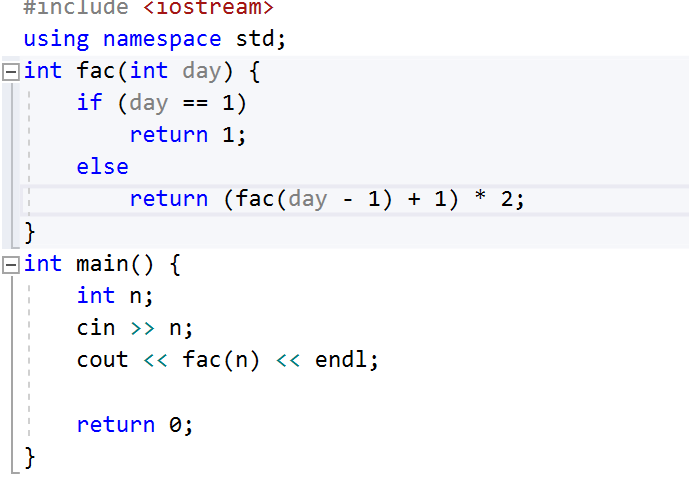 #include <iostream>
using namespace std;
int fac(int day) {
    if (day == 1)
        return 1;
    else
        return (fac(day - 1) + 1) * 2;
}
int main() {
    int n;
    cin >> n;
    cout << fac(n) << endl;

    return 0;
}